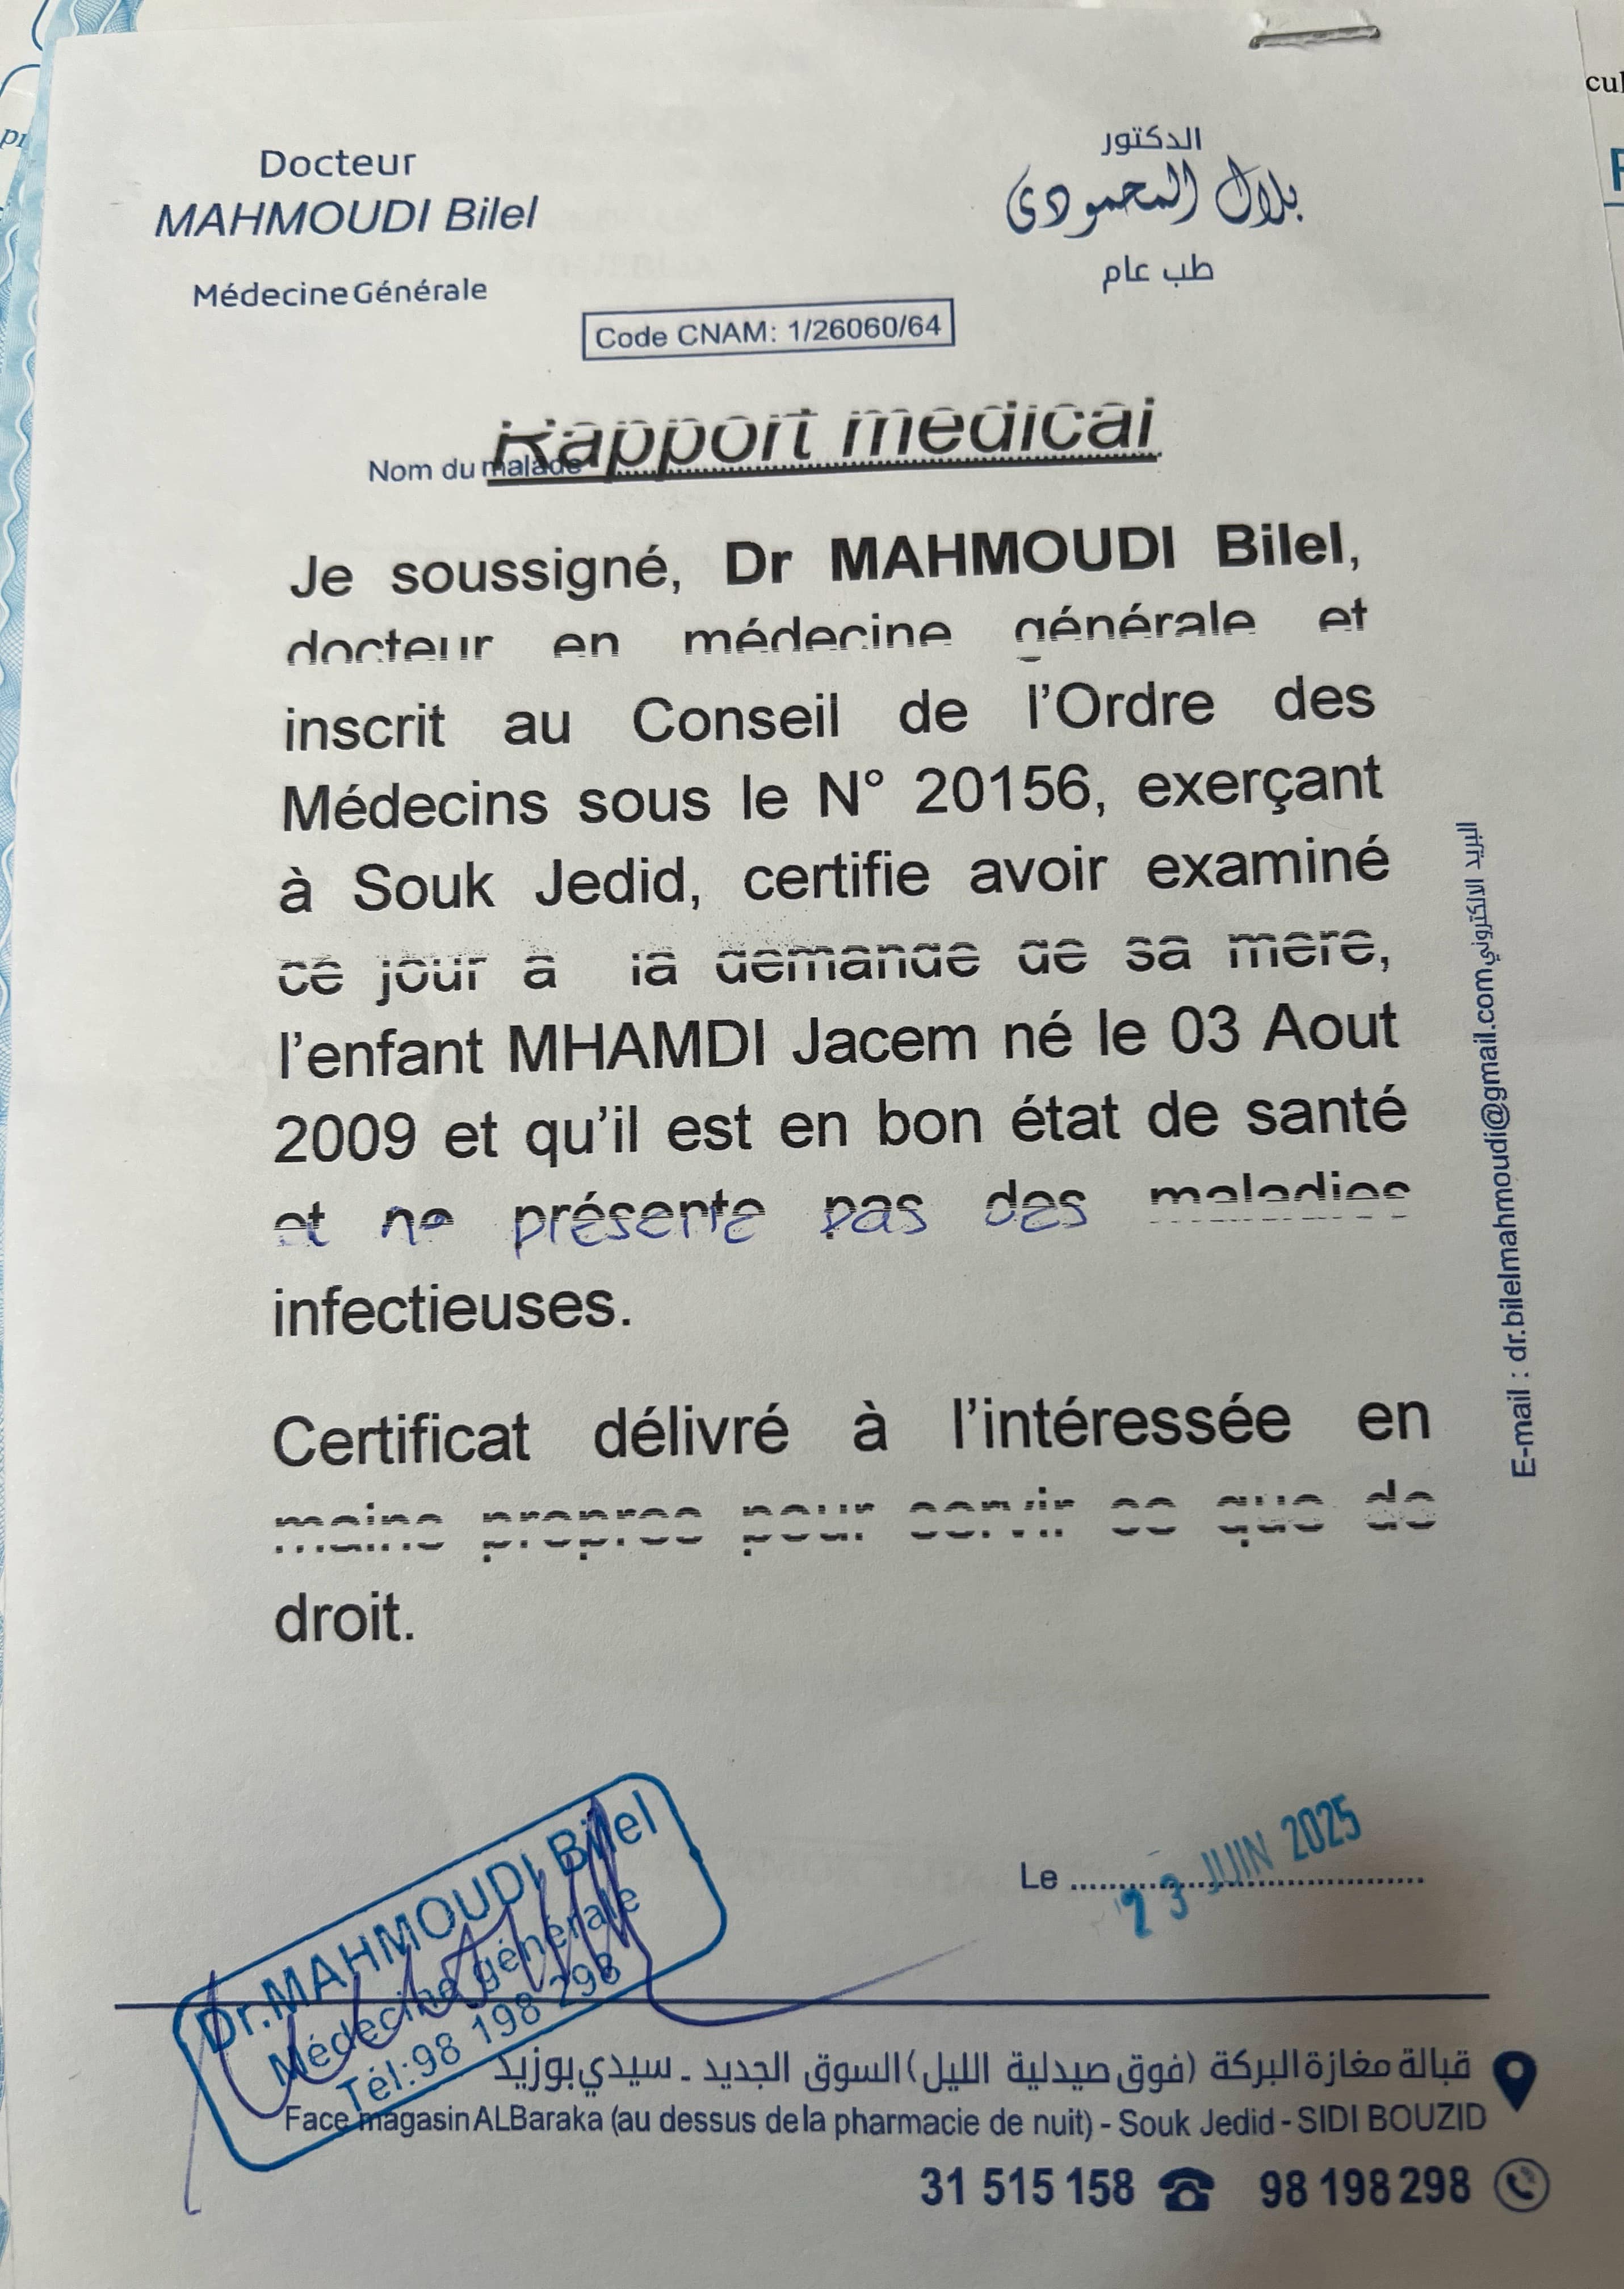 Docteur
MAHMOUDI Bilel
Médecine Générale
الدكتور
بلال المحمودي
طب عام
Code CNAM: 1/26060/64
Rapport médical
Nom du malade
Je soussigné, Dr MAHMOUDI Bilel,
docteur en médecine générale et
inscrit au Conseil de l'Ordre des
Médecins sous le N° 20156, exerçant
à Souk Jedid, certifie avoir examiné
ce jour à la demande de sa mère,
l'enfant MHAMDI Jacem né le 03 Aout
2009 et qu'il est en bon état de santé
et ne présente pas des maladies
infectieuses.
Certificat délivré à l'intéressée en
mains propres pour servir ce que de
droit.
E-mail : dr.bilelmahmoudi@gmail.com البريد الالكتروني
Le 23 JUIN 2025
Dr.MAHMOUDI Bilel
Médecine générale
Tél:98 198 298
قبالة مغازة البركة (فوق صيدلية الليل) السوق الجديد - سيدي بوزيد
Face magasin ALBaraka (au dessus de la pharmacie de nuit) - Souk Jedid - SIDI BOUZID
31 515 158 98 198 298